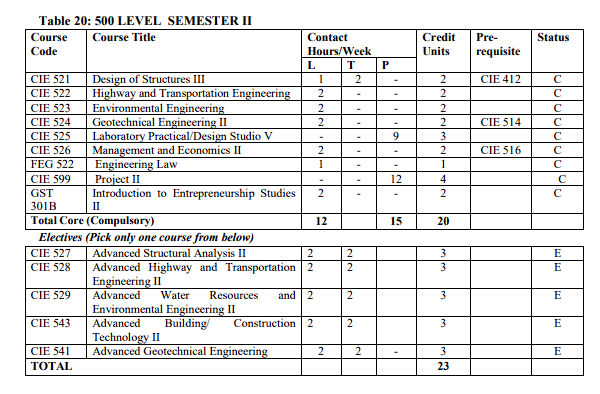 Table 20: 500 LEVEL SEMESTER II
Course Code Course Title Contact Hours/Week Credit Units Pre-requisite Status
L T P
CIE 521 Design of Structures III 1 2 - 2 CIE 412 C
CIE 522 Highway and Transportation Engineering 2 - - 2 C
CIE 523 Environmental Engineering 2 - - 2 C
CIE 524 Geotechnical Engineering II 2 - - 2 CIE 514 C
CIE 525 Laboratory Practical/Design Studio V - - 9 3 C
CIE 526 Management and Economics II 2 - - 2 CIE 516 C
FEG 522 Engineering Law 1 - - 1 C
CIE 599 Project II - - 12 4 C
GST 301B Introduction to Entrepreneurship Studies II 2 - - 2 C
Total Core (Compulsory) 12 15 20
Electives (Pick only one course from below)
CIE 527 Advanced Structural Analysis II 2 2 3 E
CIE 528 Advanced Highway and Transportation Engineering II 2 2 3 E
CIE 529 Advanced Water Resources and Environmental Engineering II 2 2 3 E
CIE 543 Advanced Building/ Construction Technology II 2 2 3 E
CIE 541 Advanced Geotechnical Engineering 2 2 - 3 E
TOTAL 23